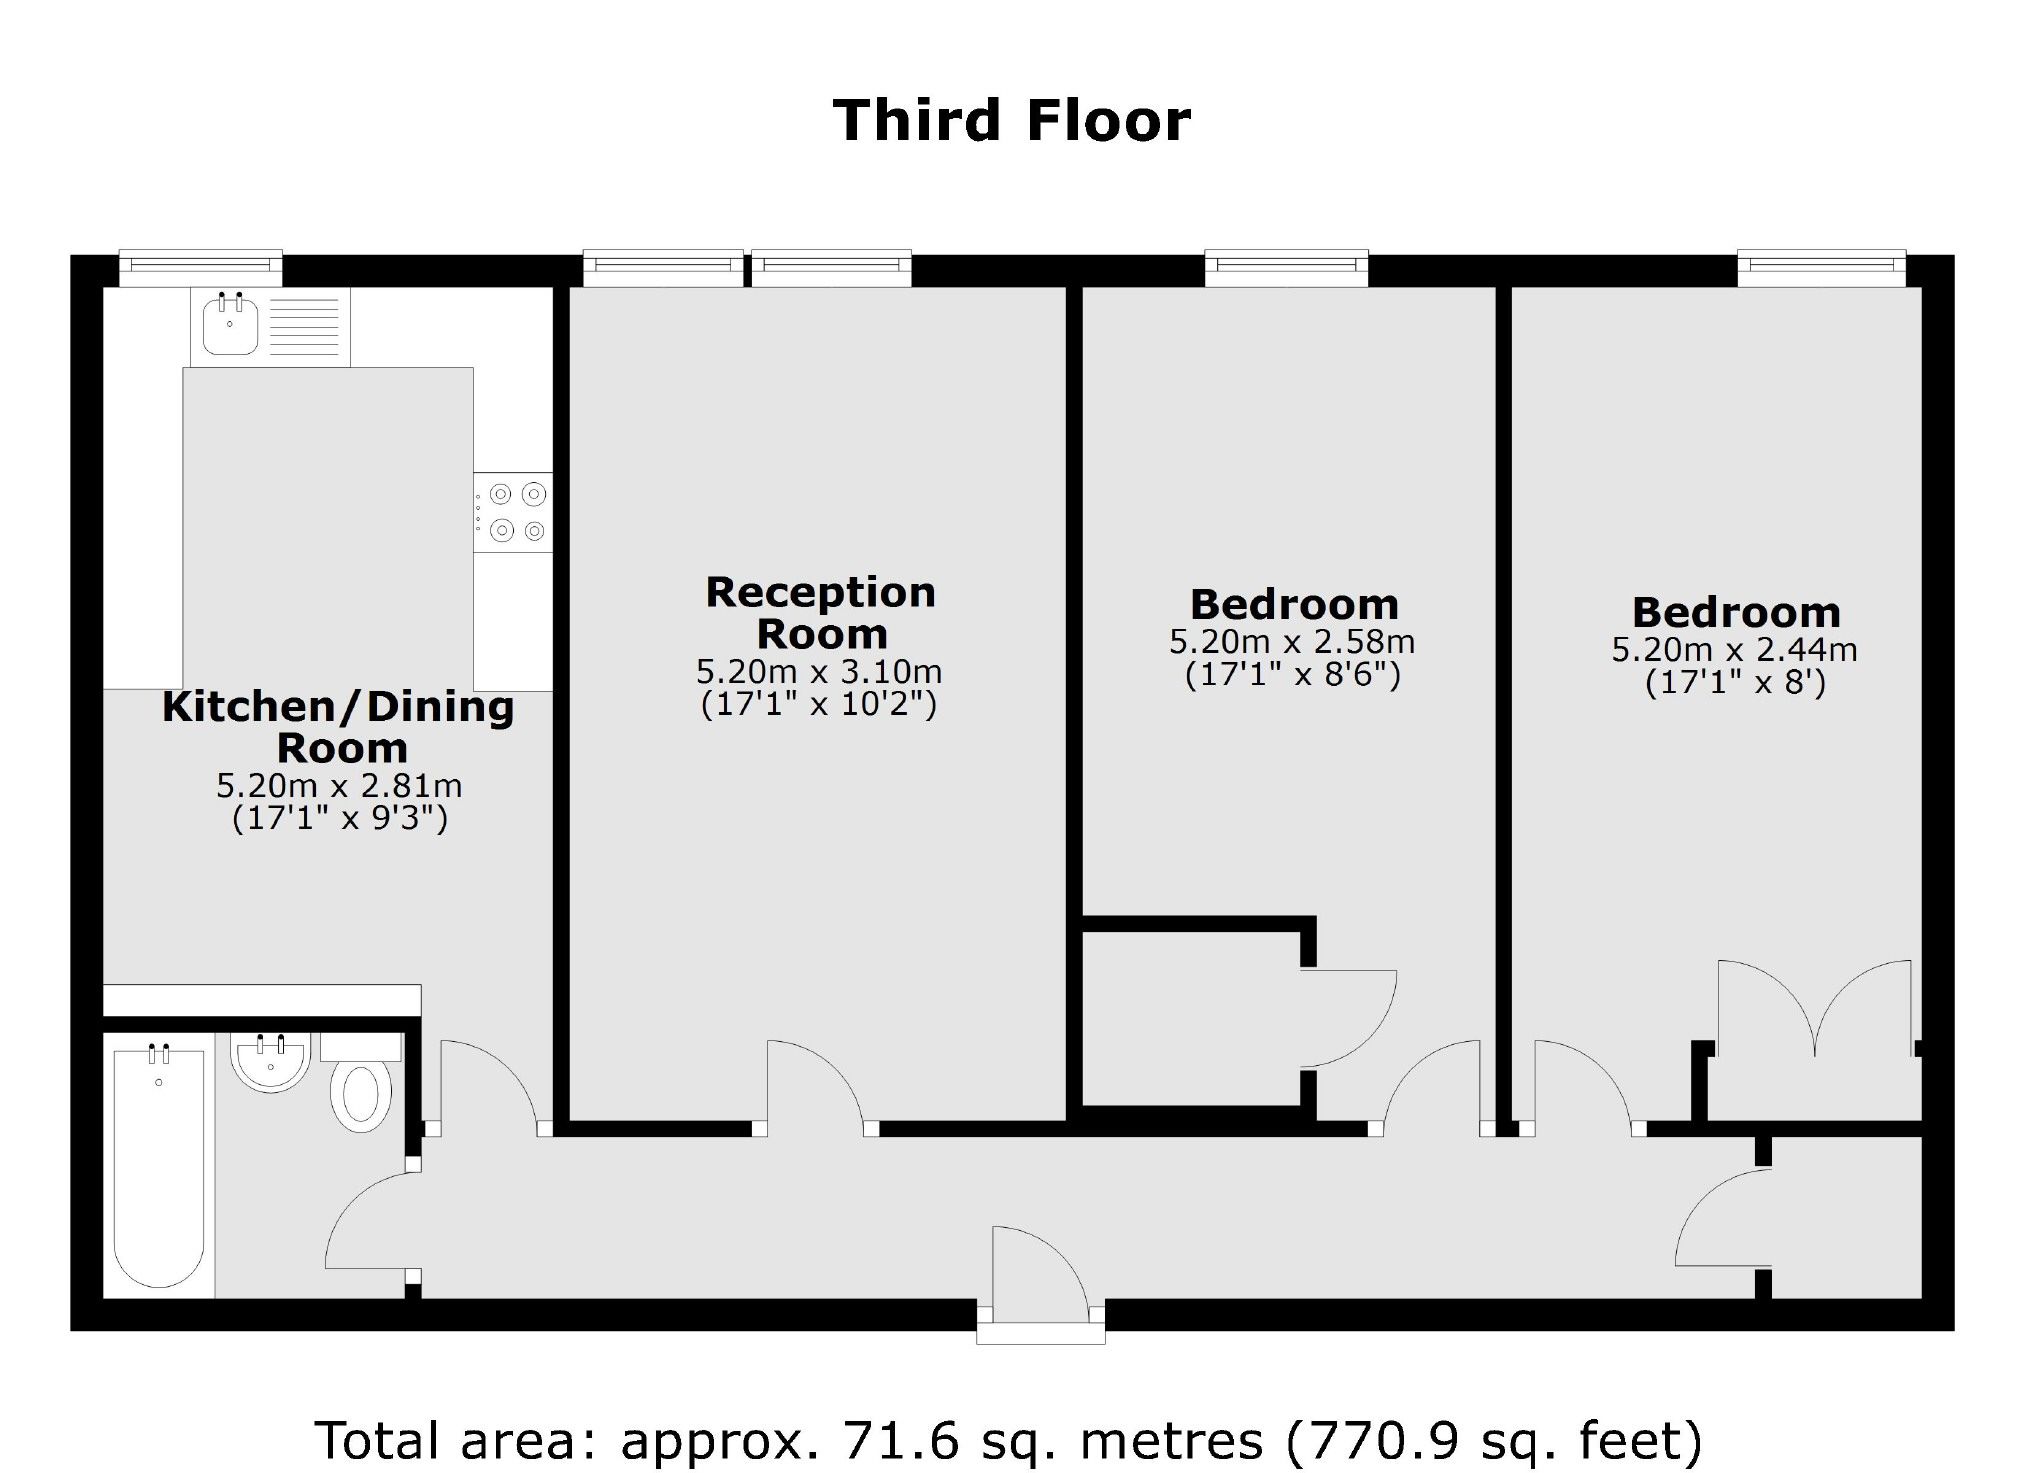 Third Floor
Kitchen/Dining
Room
5.20m x 2.81m
(17'1" x 9'3")
Reception
Room
5.20m x 3.10m
(17'1" x 10'2")
Bedroom
5.20m x 2.58m
(17'1" x 8'6")
Bedroom
5.20m x 2.44m
(17'1" x 8')
Total area: approx. 71.6 sq. metres (770.9 sq. feet)